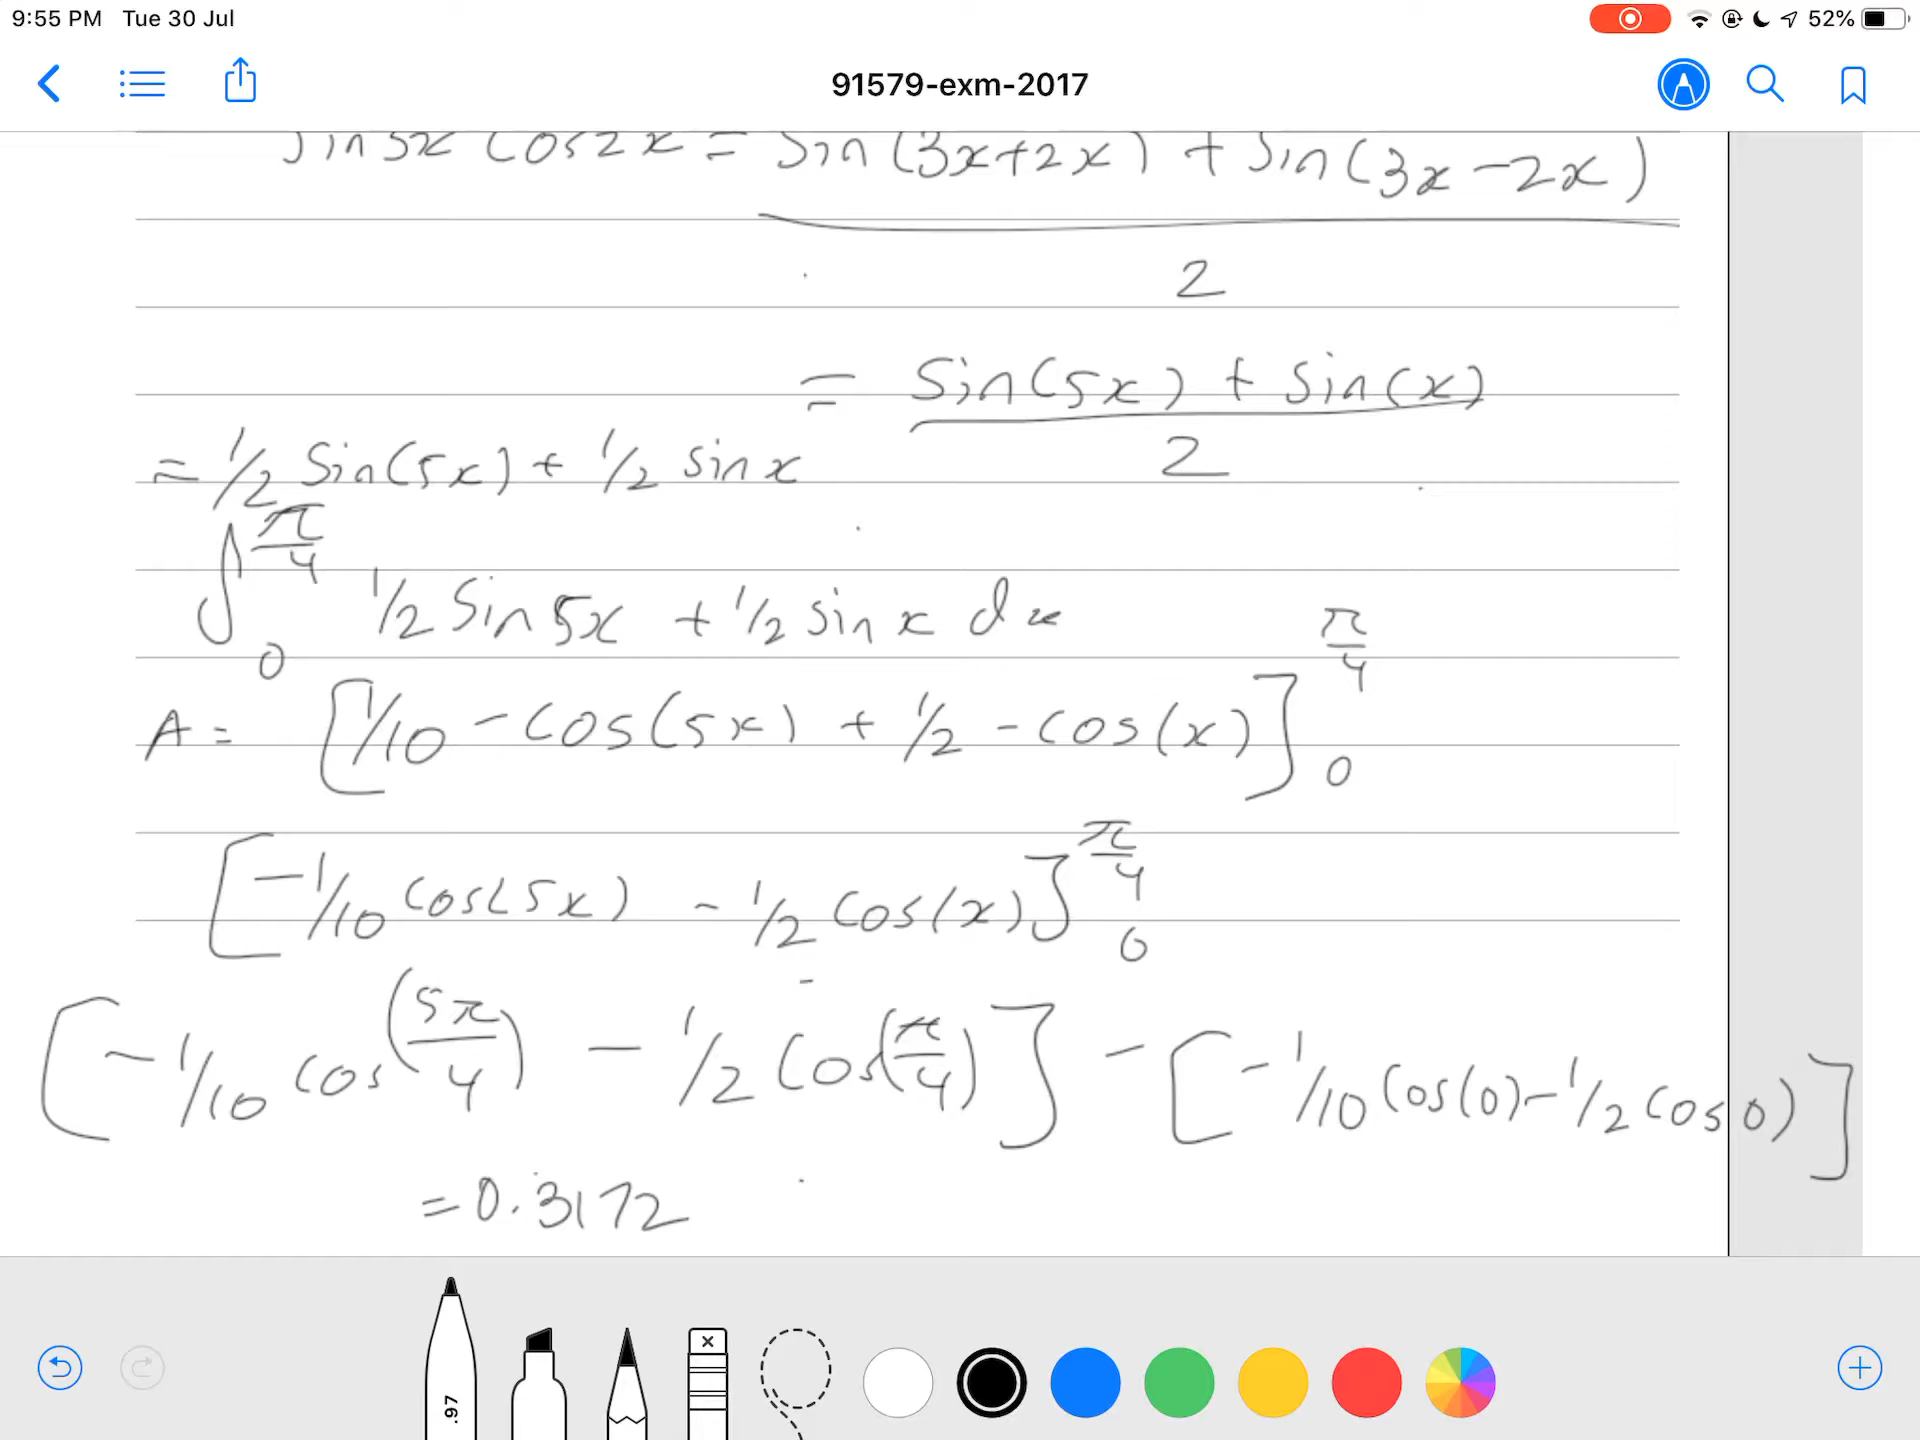 9:55 PM Tue 30 Jul 52%
91579-exm-2017
sin3x cos2x = sin(3x+2x) + sin(3x-2x)
2
= sin(5x) + sin(x)
2
= 1/2 sin(5x) + 1/2 sin x
∫ π/4 0 1/2 sin 5x + 1/2 sin x dx
A = [1/10 -cos(5x) + 1/2 -cos(x)] π/4 0
[-1/10 cos(5x) - 1/2 cos(x)] π/4 0
[-1/10 cos(5π/4) - 1/2 cos(π/4)] - [-1/10 cos(0) - 1/2 cos 0)]
= 0.3172
.97